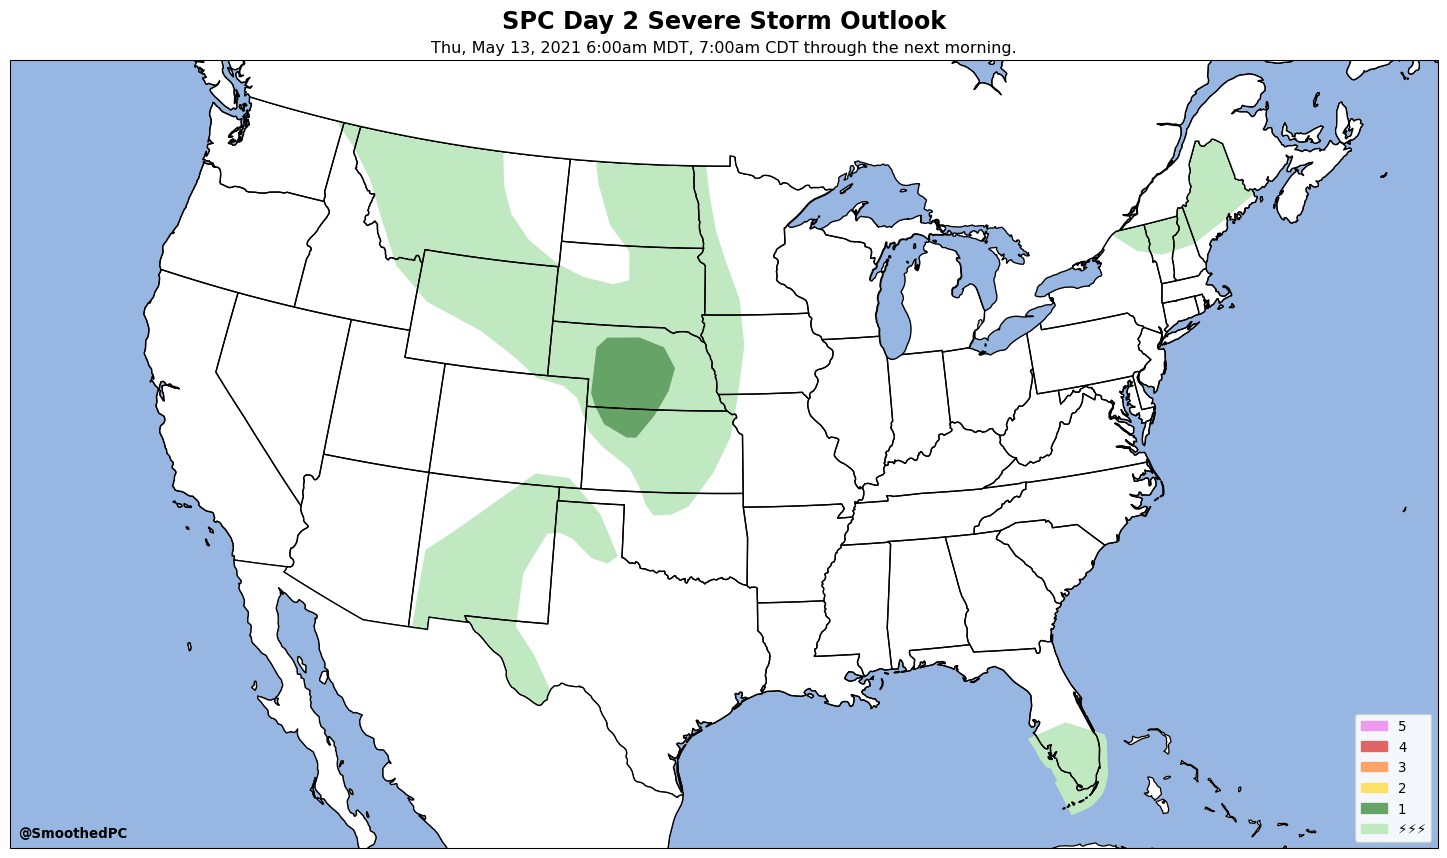 SPC Day 2 Severe Storm Outlook
Thu, May 13, 2021 6:00am MDT, 7:00am CDT through the next morning.
5
4
3
2
1
⚡⚡⚡
@SmoothedPC